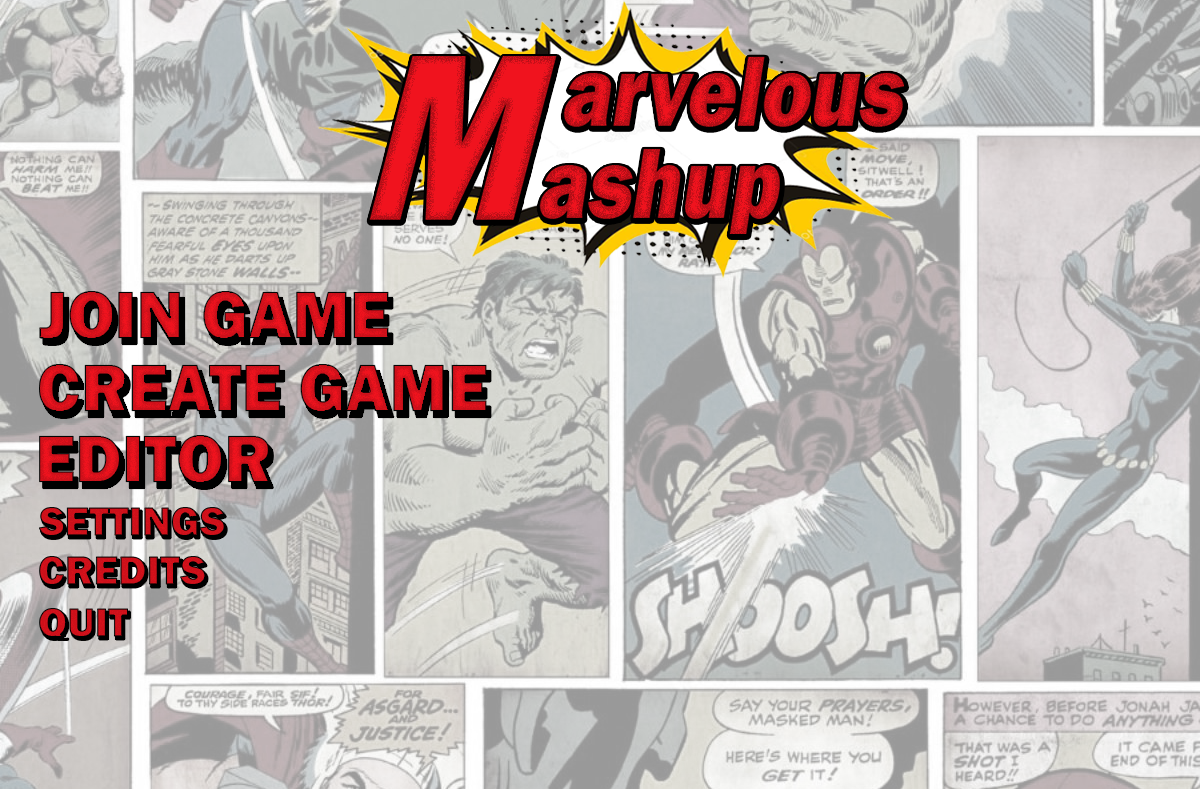 Marvelous
Mashup
NOTHING CAN
HARM ME!!
NOTHING CAN
BEAT ME!!
~SWINGING THROUGH
THE CONCRETE CANYONS~
AWARE OF A THOUSAND
FEARFUL EYES UPON
HIM AS HE DARTS UP
GRAY STONE WALLS--
SERVES
NO ONE!
SAID
MOVE,
SITWELL!
THAT'S AN
ORDER!!
JOIN GAME
CREATE GAME
EDITOR
SETTINGS
CREDITS
QUIT
SHOOSH!
COURAGE, FAIR SIF!
TO THY SIDE RACES THOR!
FOR
ASGARD...
AND
JUSTICE!
SAY YOUR PRAYERS,
MASKED MAN!
HERE'S WHERE YOU
GET IT!
HOWEVER, BEFORE JONAH
A CHANCE TO DO ANYTHING
THAT WAS A
SHOT I
HEARD!!
IT CAME
END OF THIS